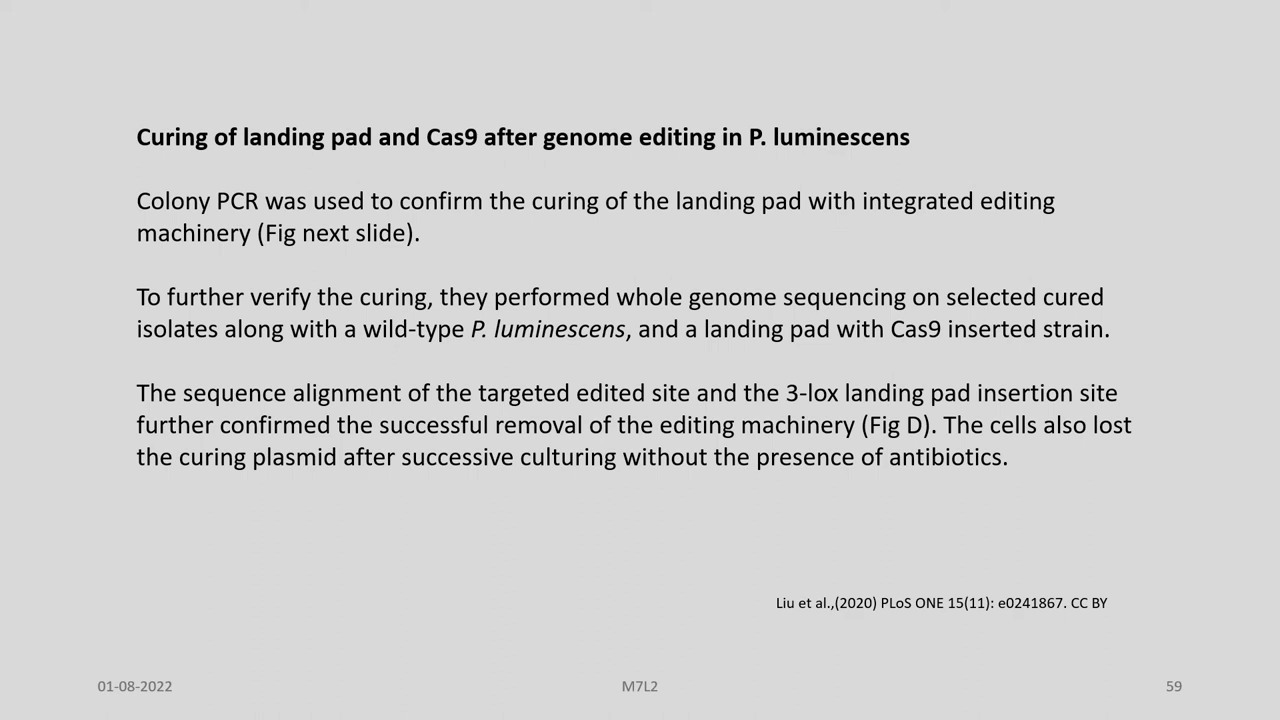 Curing of landing pad and Cas9 after genome editing in P. luminescens
Colony PCR was used to confirm the curing of the landing pad with integrated editing
machinery (Fig next slide).
To further verify the curing, they performed whole genome sequencing on selected cured
isolates along with a wild-type P. luminescens, and a landing pad with Cas9 inserted strain.
The sequence alignment of the targeted edited site and the 3-lox landing pad insertion site
further confirmed the successful removal of the editing machinery (Fig D). The cells also lost
the curing plasmid after successive culturing without the presence of antibiotics.
Liu et al.,(2020) PLoS ONE 15(11): e0241867. CC BY
01-08-2022
M7L2
59